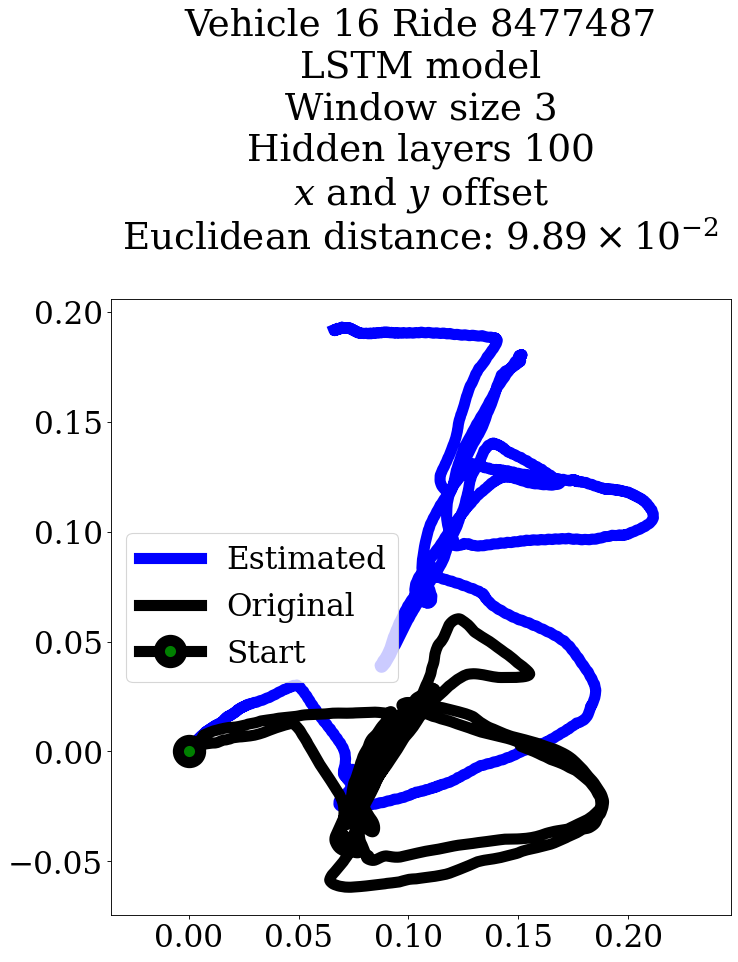 Vehicle 16 Ride 8477487
LSTM model
Window size 3
Hidden layers 100
x and y offset
Euclidean distance: 9.89 × 10⁻²
0.20
0.15
0.10
0.05
0.00
−0.05
Estimated
Original
Start
0.00 0.05 0.10 0.15 0.20